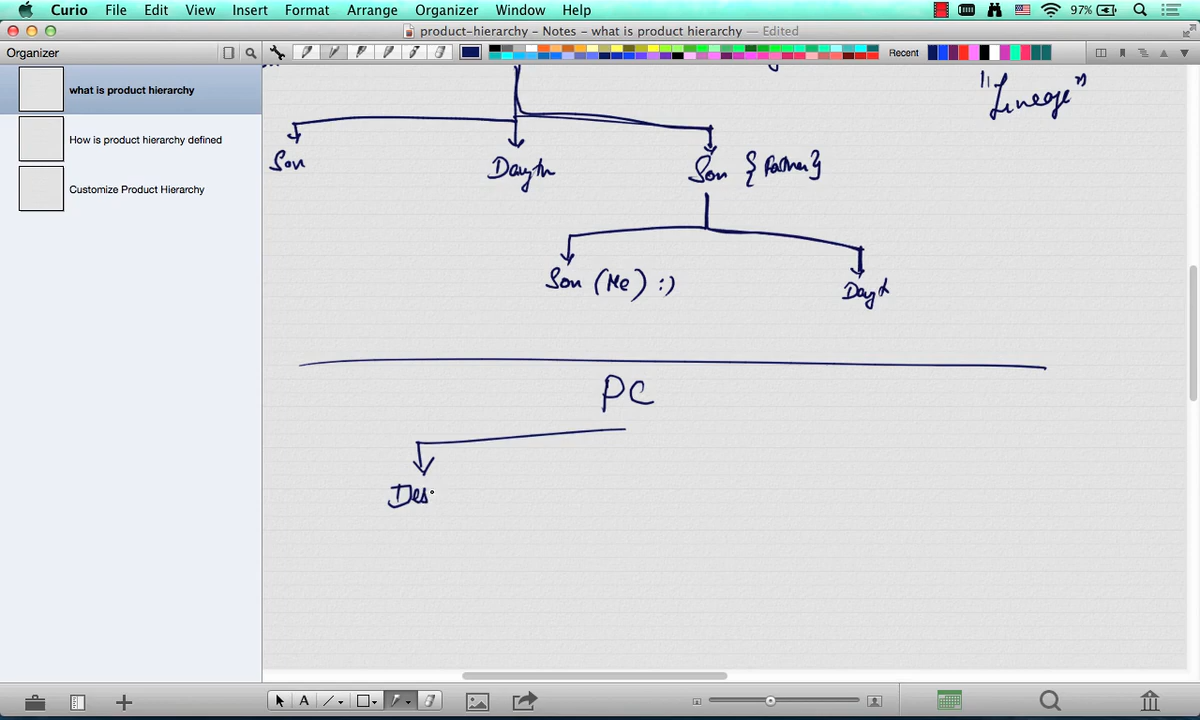 Curio File Edit View Insert Format Arrange Organizer Window Help 97%
product-hierarchy — Notes – what is product hierarchy — Edited
Organizer
Recent
what is product hierarchy
How is product hierarchy defined
Customize Product Hierarchy
"Lineage"
Son
Son {Father}
Son (Me) :)
PC
Des
A